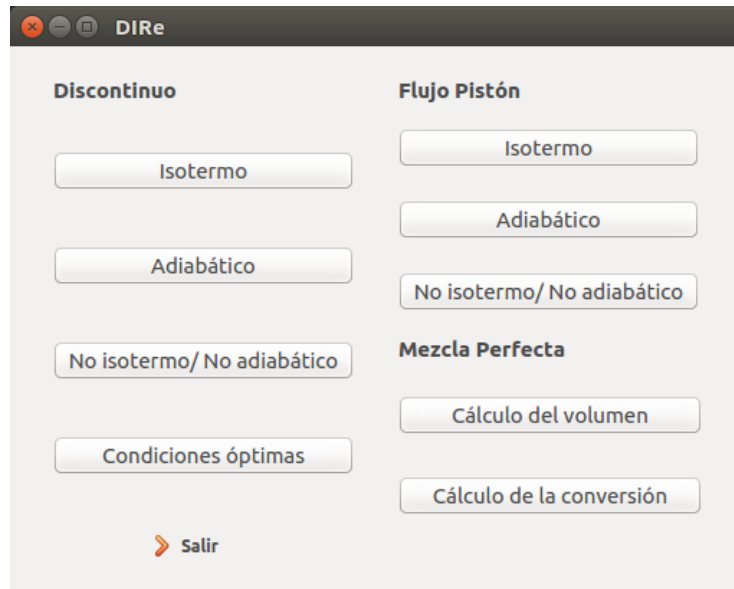 DIRe
Discontinuo
Isotermo
Adiabático
No isotermo/ No adiabático
Condiciones óptimas
Salir
Flujo Pistón
Isotermo
Adiabático
No isotermo/ No adiabático
Mezcla Perfecta
Cálculo del volumen
Cálculo de la conversión